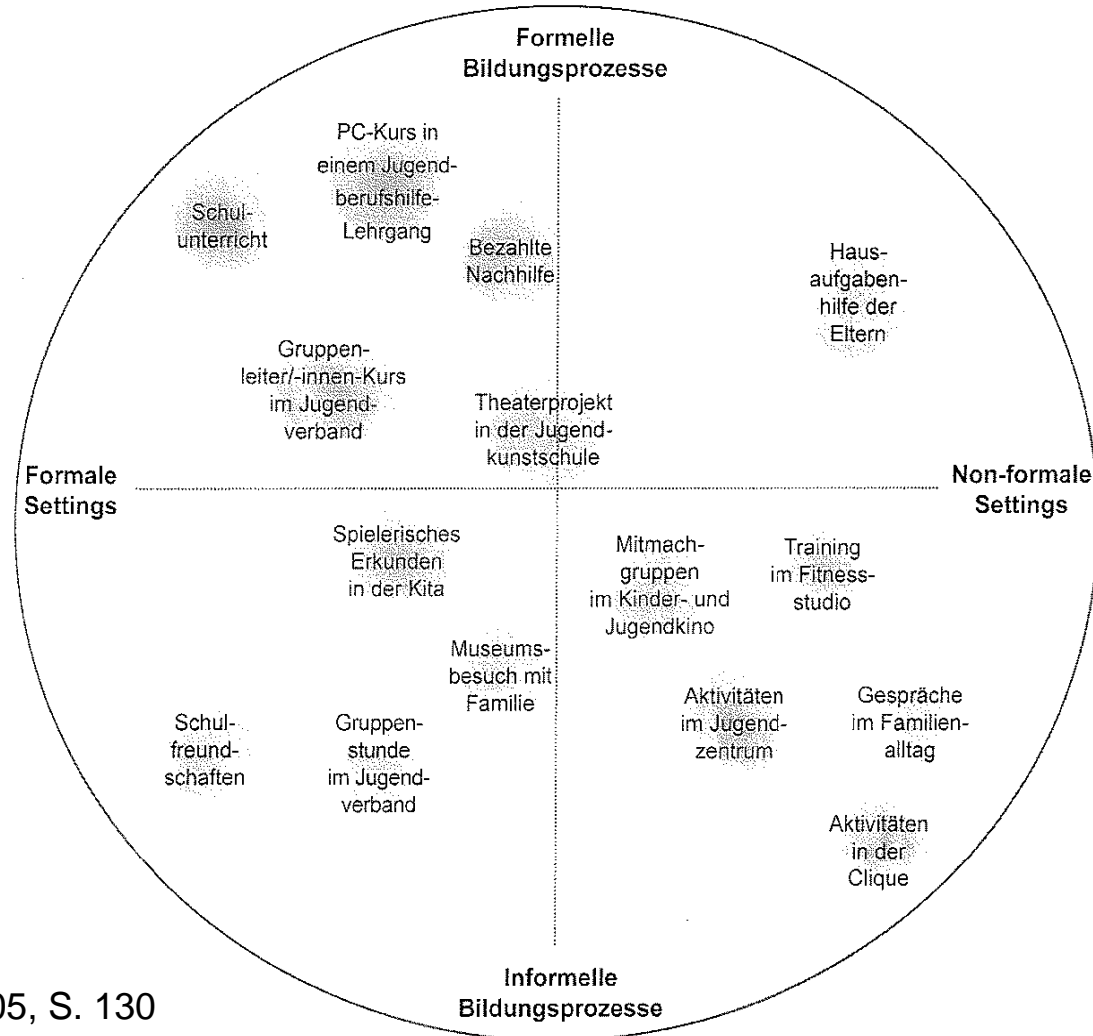 Formelle
Bildungsprozesse
PC-Kurs in
einem Jugend-
berufshilfe-
Lehrgang
Schul-
unterricht
Bezahlte
Nachhilfe
Haus-
aufgaben-
hilfe der
Eltern
Gruppen-
leiter/-innen-Kurs
im Jugend-
verband
Theaterprojekt
in der Jugend-
kunstschule
Formale
Settings
Non-formale
Settings
Spielerisches
Erkunden
in der Kita
Mitmach-
gruppen
im Kinder- und
Jugendkino
Training
im Fitness-
studio
Museums-
besuch mit
Familie
Schul-
freund-
schaften
Gruppen-
stunde
im Jugend-
verband
Aktivitäten
im Jugend-
zentrum
Gespräche
im Familien-
alltag
Aktivitäten
in der
Clique
Informelle
Bildungsprozesse
05, S. 130